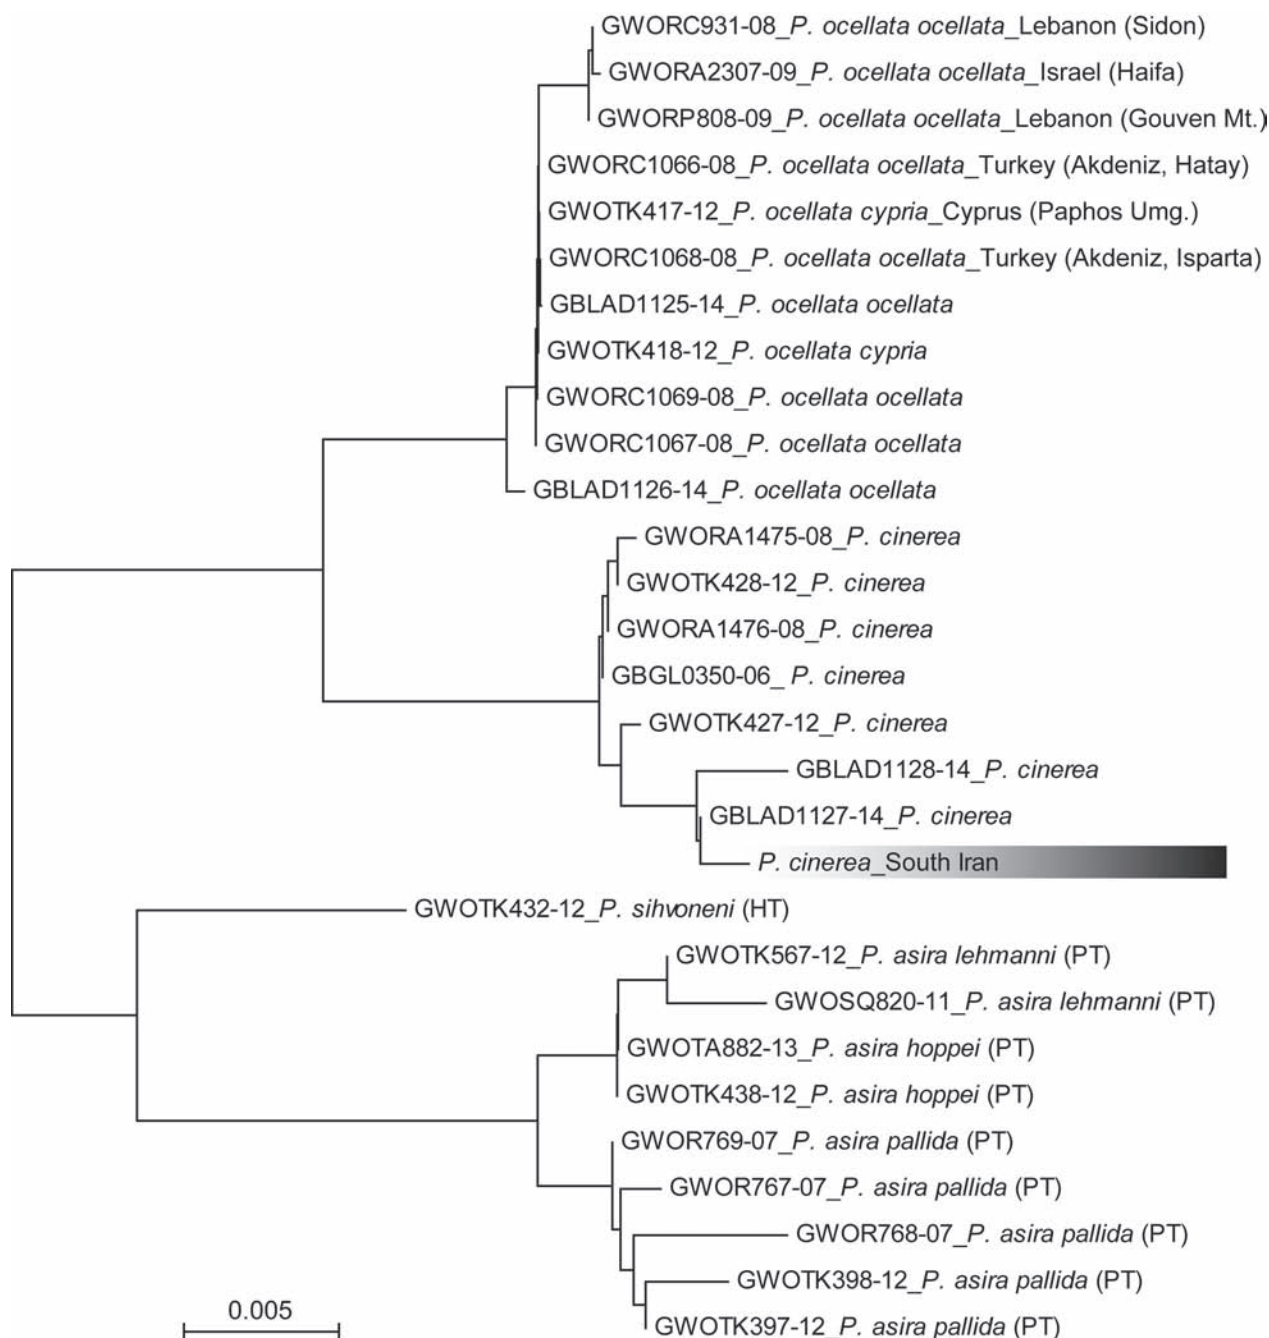 GWORC931-08_P. ocellata ocellata_Lebanon (Sidon)
GWORA2307-09_P. ocellata ocellata_Israel (Haifa)
GWORP808-09_P. ocellata ocellata_Lebanon (Gouven Mt.)
GWORC1066-08_P. ocellata ocellata_Turkey (Akdeniz, Hatay)
GWOTK417-12_P. ocellata cypria_Cyprus (Paphos Umg.)
GWORC1068-08_P. ocellata ocellata_Turkey (Akdeniz, Isparta)
GBLAD1125-14_P. ocellata ocellata
GWOTK418-12_P. ocellata cypria
GWORC1069-08_P. ocellata ocellata
GWORC1067-08_P. ocellata ocellata
GBLAD1126-14_P. ocellata ocellata
GWORA1475-08_P. cinerea
GWOTK428-12_P. cinerea
GWORA1476-08_P. cinerea
GBGL0350-06_ P. cinerea
GWOTK427-12_P. cinerea
GBLAD1128-14_P. cinerea
GBLAD1127-14_P. cinerea
P. cinerea_South Iran
GWOTK432-12_P. sihvoneni (HT)
GWOTK567-12_P. asira lehmanni (PT)
GWOSQ820-11_P. asira lehmanni (PT)
GWOTA882-13_P. asira hoppei (PT)
GWOTK438-12_P. asira hoppei (PT)
GWOR769-07_P. asira pallida (PT)
GWOR767-07_P. asira pallida (PT)
GWOR768-07_P. asira pallida (PT)
GWOTK398-12_P. asira pallida (PT)
GWOTK397-12_P. asira pallida (PT)
0.005